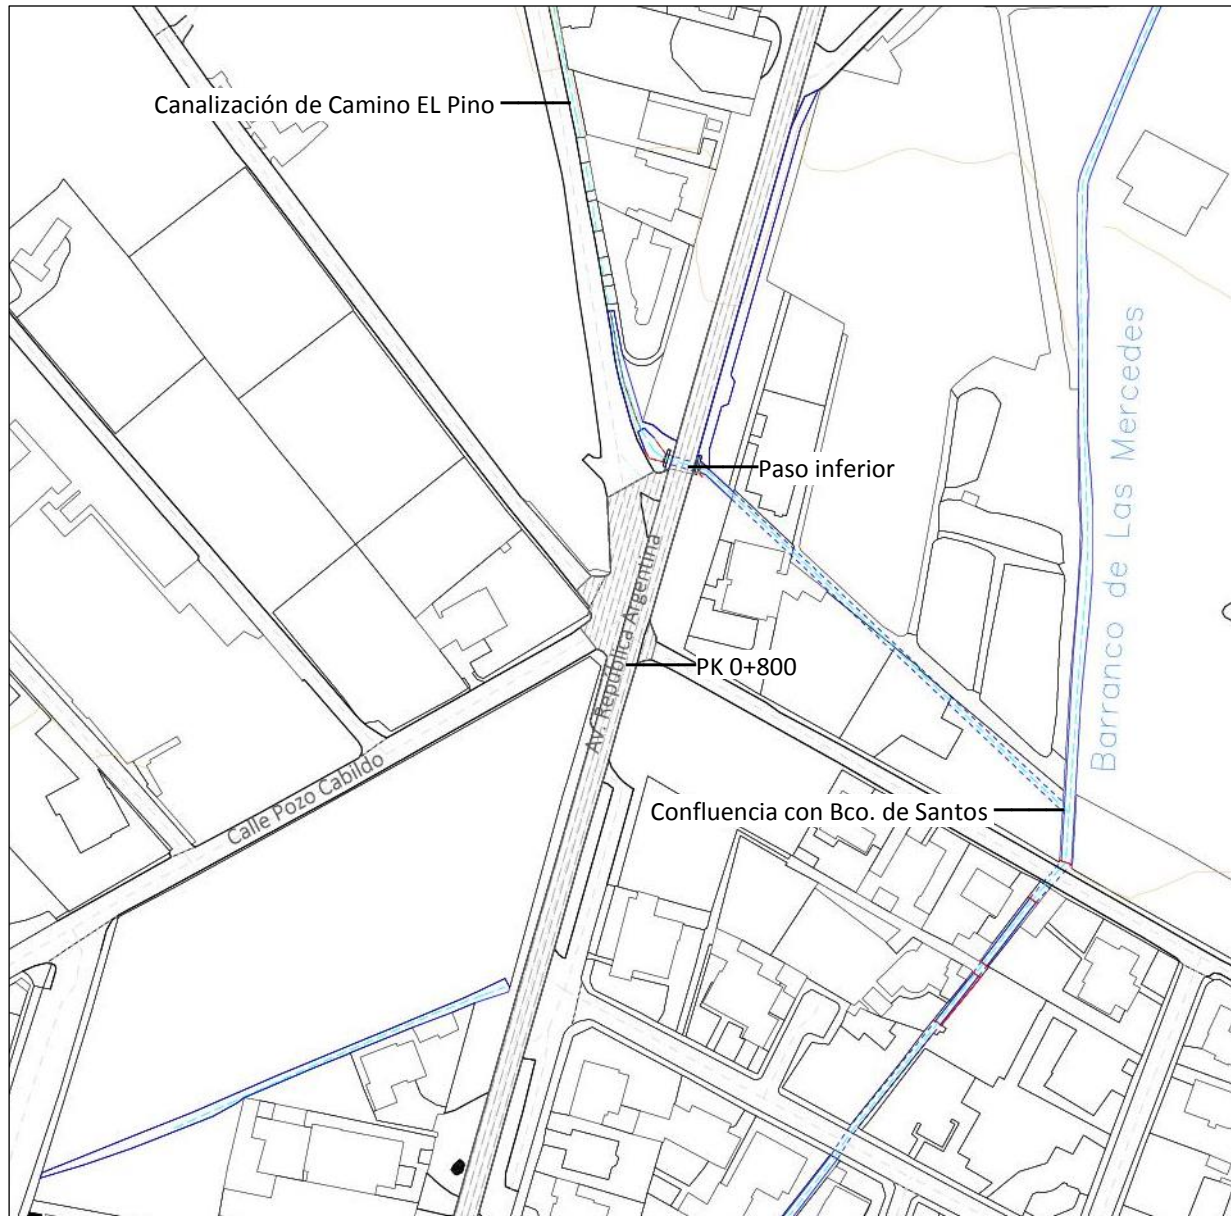 Canalización de Camino EL Pino
Barranco de Las Mercedes
Paso inferior
Av. República Argentina
PK 0+800
Calle Pozo Cabildo
Confluencia con Bco. de Santos